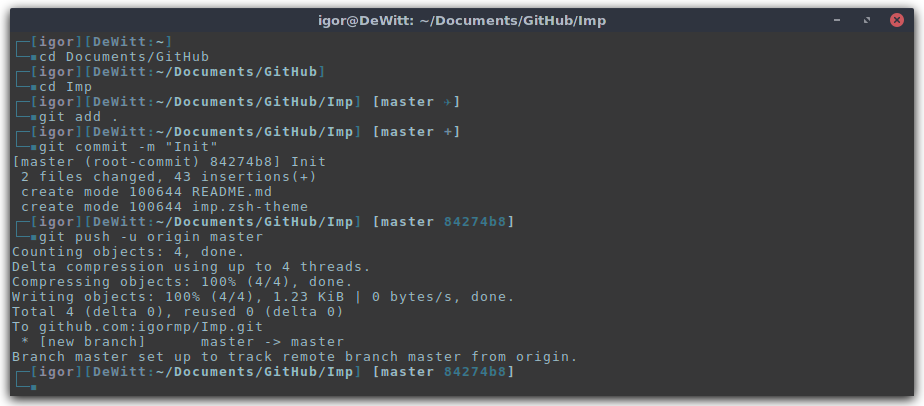 igor@DeWitt: ~/Documents/GitHub/Imp
┌─[igor][DeWitt:~]
└─▪cd Documents/GitHub
┌─[igor][DeWitt:~/Documents/GitHub]
└─▪cd Imp
┌─[igor][DeWitt:~/Documents/GitHub/Imp] [master ✈]
└─▪git add .
┌─[igor][DeWitt:~/Documents/GitHub/Imp] [master +]
└─▪git commit -m "Init"
[master (root-commit) 84274b8] Init
 2 files changed, 43 insertions(+)
 create mode 100644 README.md
 create mode 100644 imp.zsh-theme
┌─[igor][DeWitt:~/Documents/GitHub/Imp] [master 84274b8]
└─▪git push -u origin master
Counting objects: 4, done.
Delta compression using up to 4 threads.
Compressing objects: 100% (4/4), done.
Writing objects: 100% (4/4), 1.23 KiB | 0 bytes/s, done.
Total 4 (delta 0), reused 0 (delta 0)
To github.com:igormp/Imp.git
 * [new branch]      master -> master
Branch master set up to track remote branch master from origin.
┌─[igor][DeWitt:~/Documents/GitHub/Imp] [master 84274b8]
└─▪